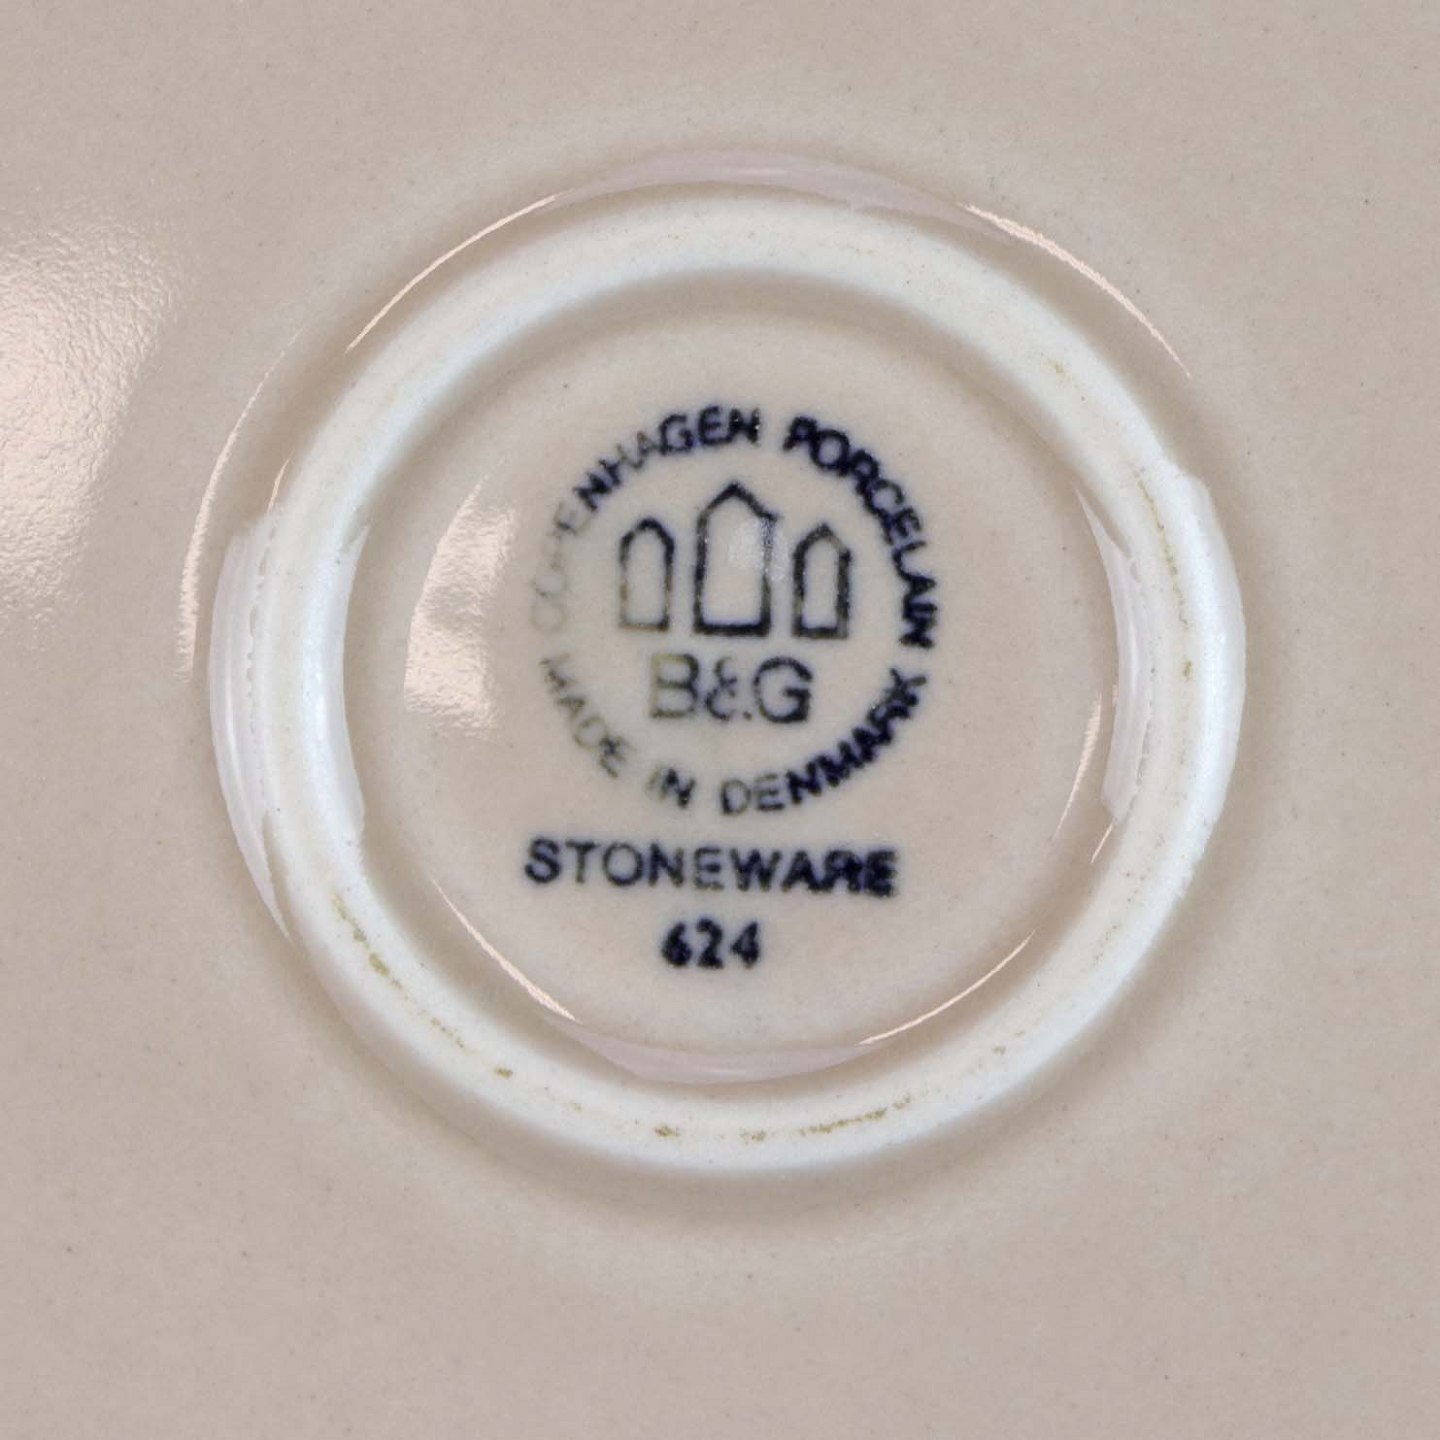 COPENHAGEN PORCELAIN
B&G
MADE IN DENMARK
STONEWARE
624